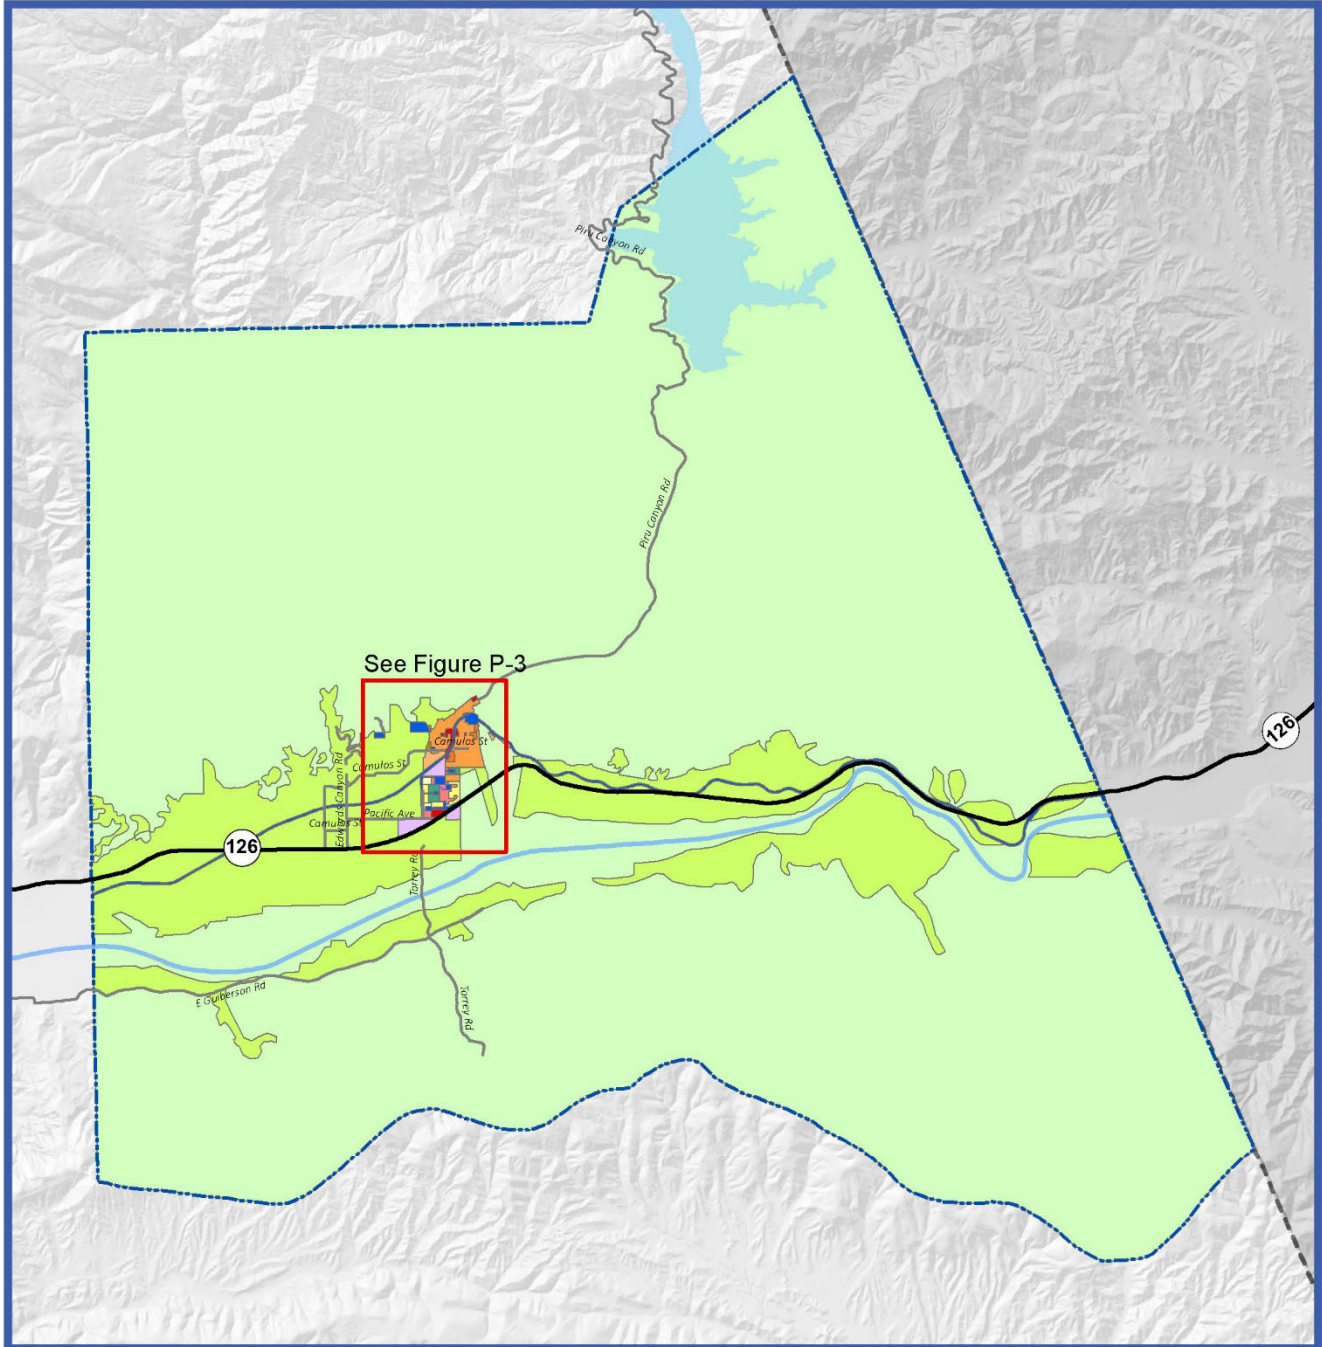 Piru Canyon Rd
Piru Canyon Rd
See Figure P-3
126
Camulos St
Camulos St
Edwards Canyon Rd
Pacific Ave
Camulos St
126
Torrey Rd
E Guiberson Rd
Torrey Rd